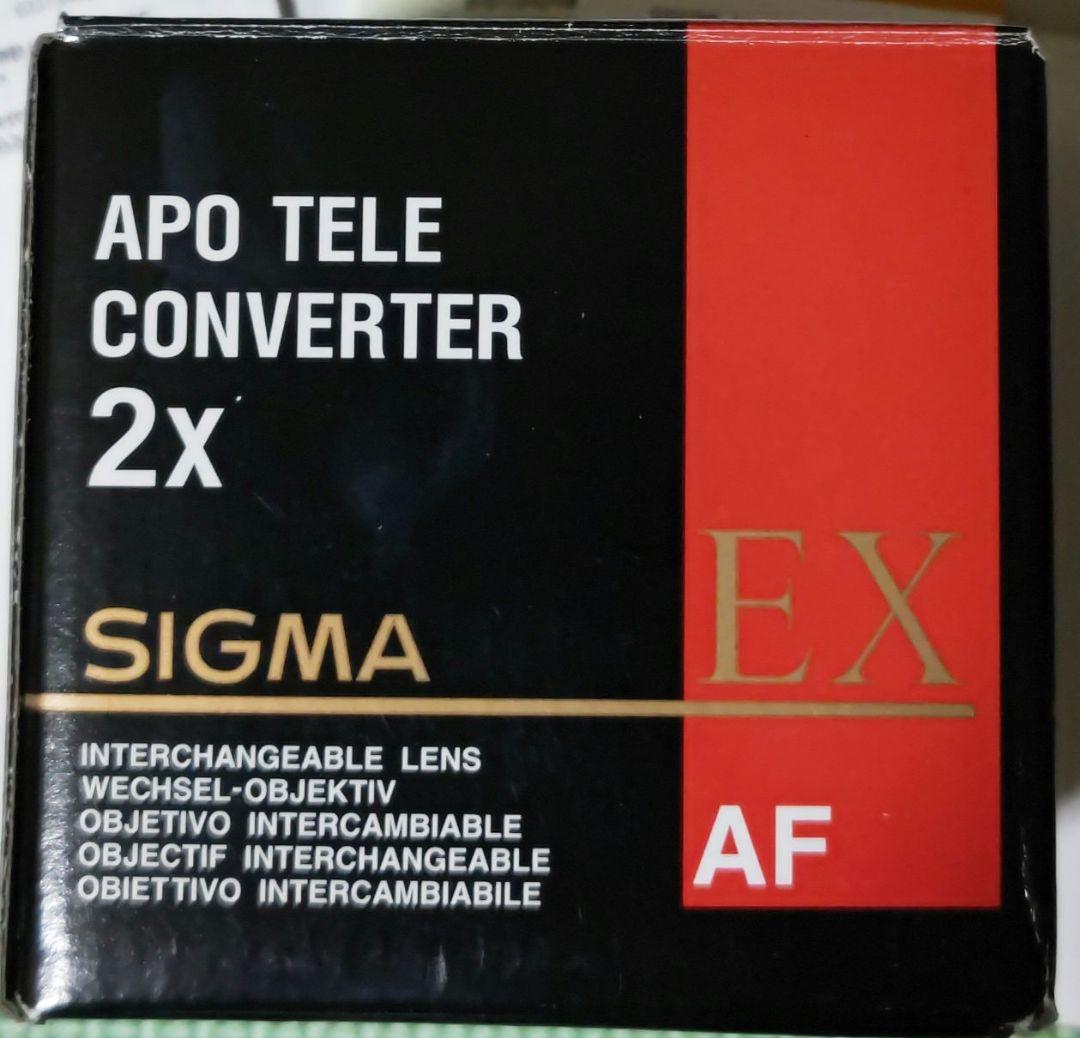 APO TELE
CONVERTER
2x
SIGMA
EX
INTERCHANGEABLE LENS
WECHSEL-OBJEKTIV
OBJETIVO INTERCAMBIABLE
OBJECTIF INTERCHANGEABLE
OBIETTIVO INTERCAMBIABILE
AF